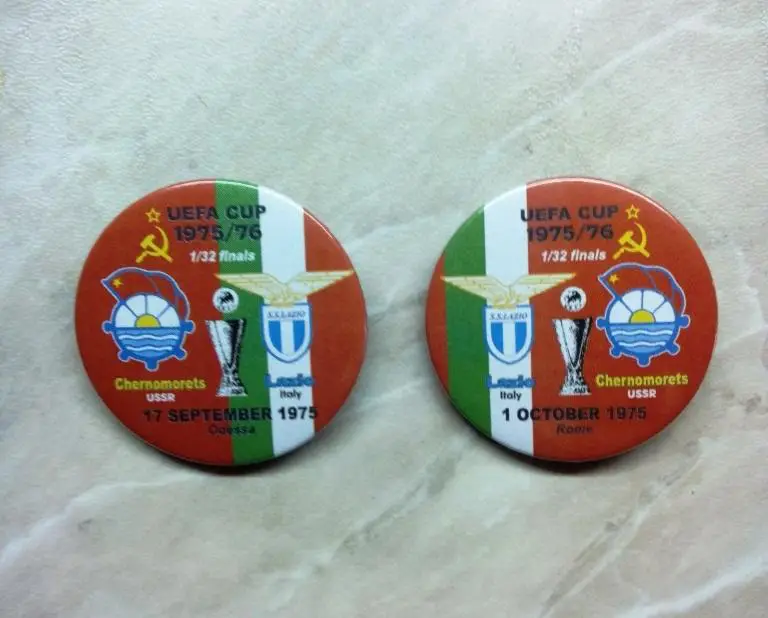 UEFA CUP
1975/76
1/32 finals
S.S.LAZIO
Chernomorets
USSR
Lazio
Italy
17 SEPTEMBER 1975
Odessa
UEFA CUP
1975/76
1/32 finals
S.S.LAZIO
Lazio
Italy
Chernomorets
USSR
1 OCTOBER 1975
Rome